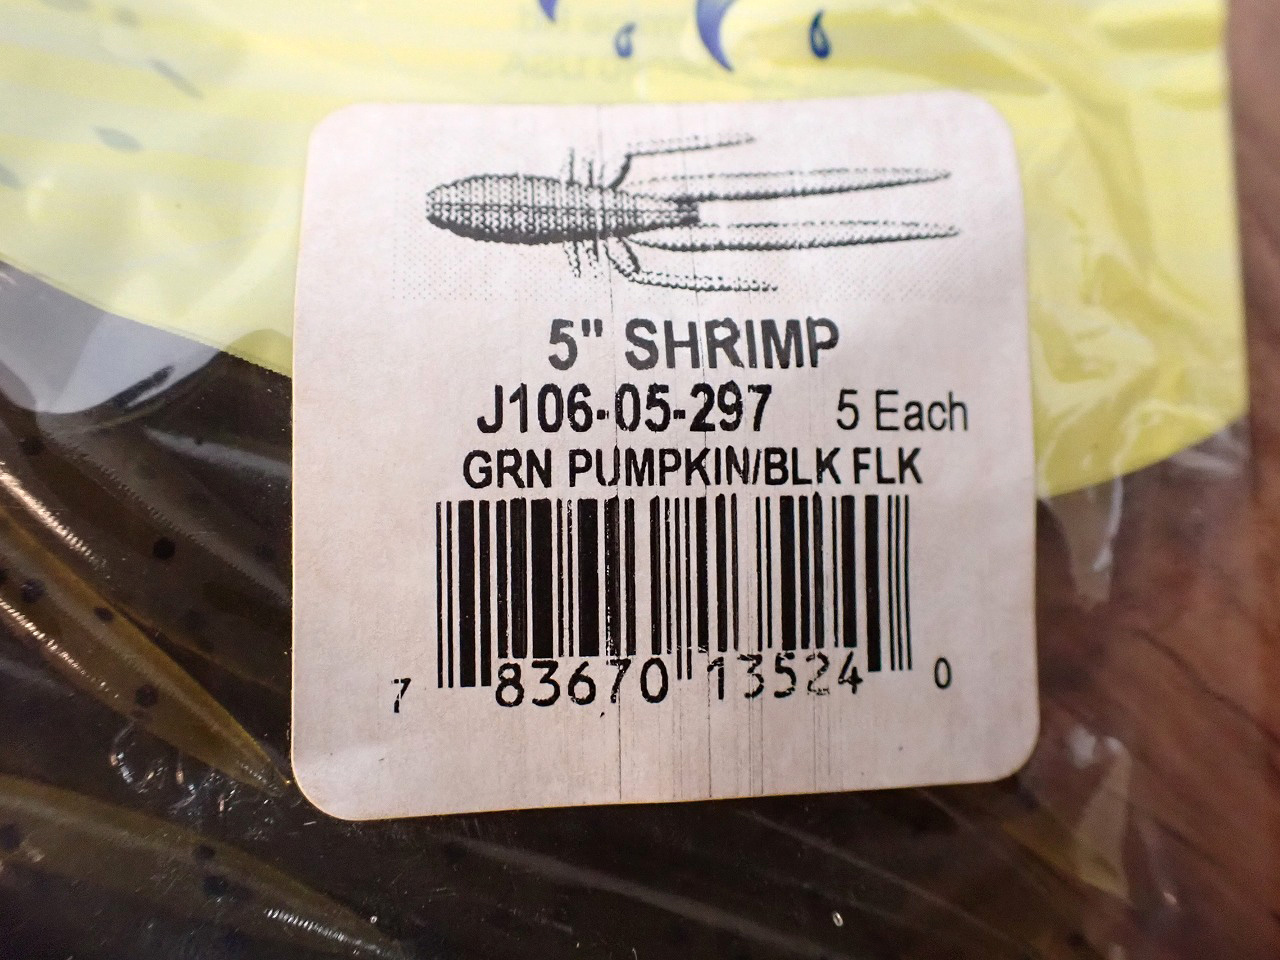 5" SHRIMP
J106-05-297 5 Each
GRN PUMPKIN/BLK FLK
7 83670 13524 0